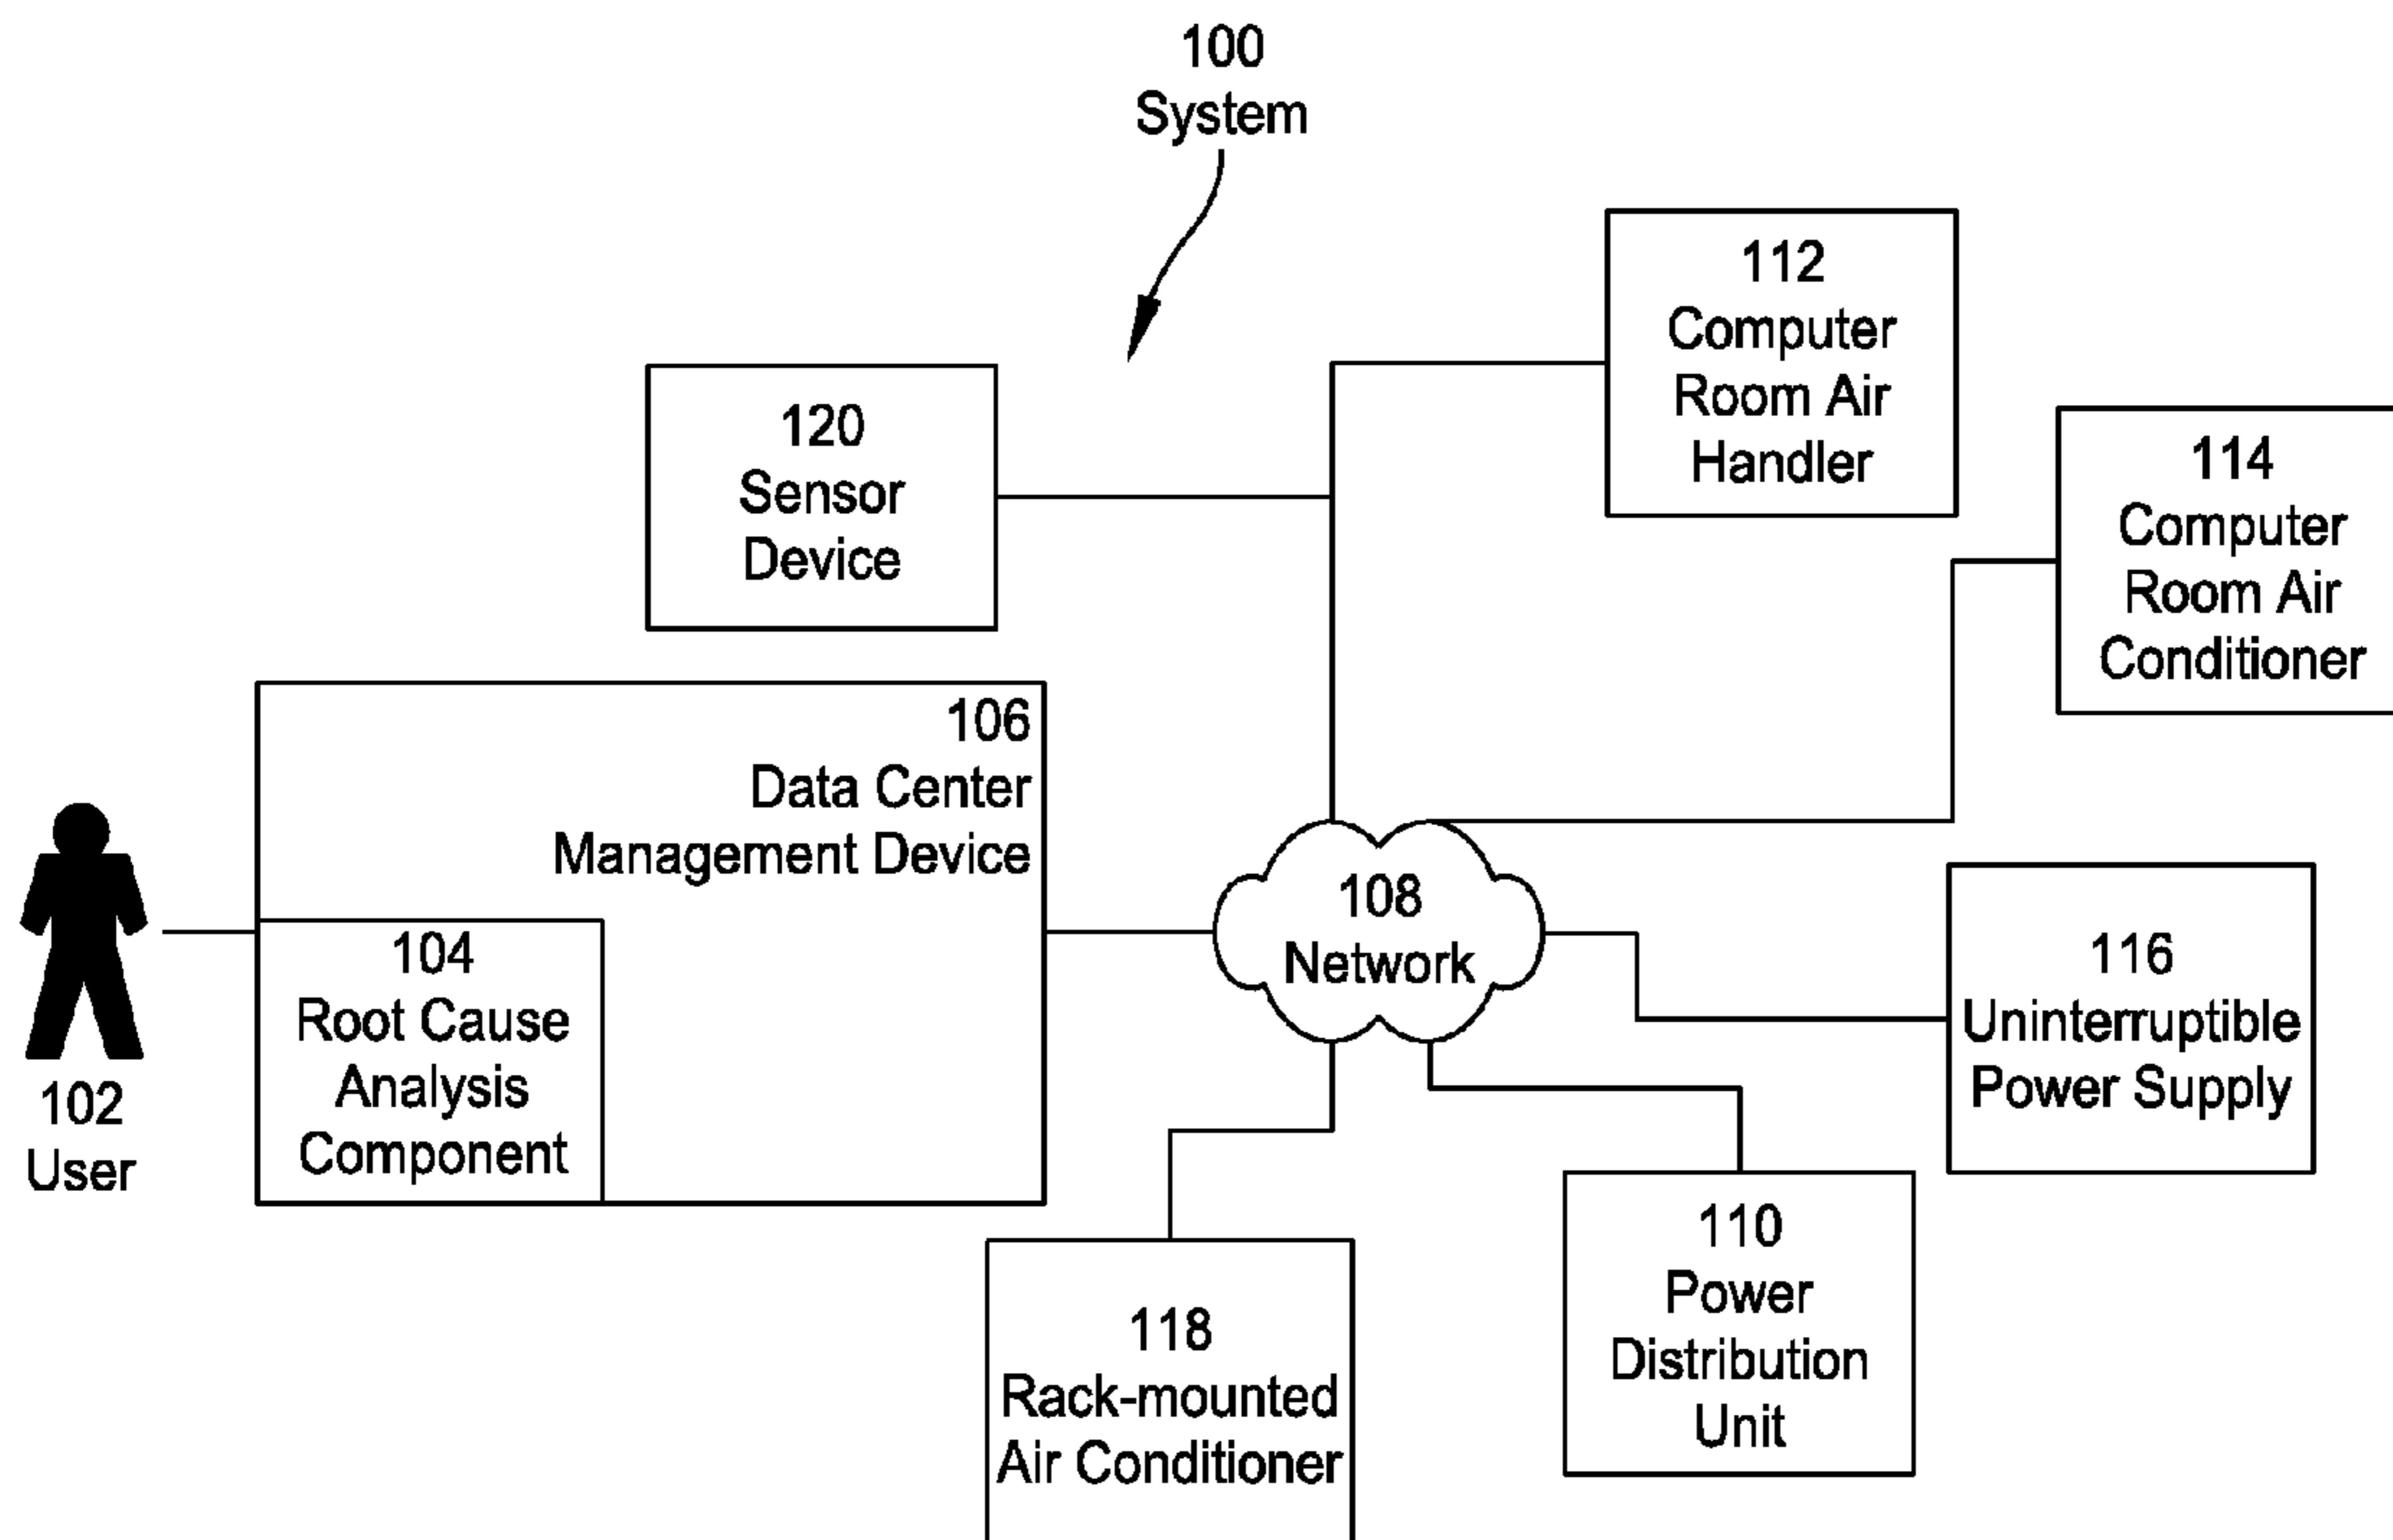 100
System
112
Computer
Room Air
Handler
120
Sensor
Device
114
Computer
Room Air
Conditioner
106
Data Center
Management Device
108
Network
104
Root Cause
Analysis
Component
102
User
116
Uninterruptible
Power Supply
110
Power
Distribution
Unit
118
Rack-mounted
Air Conditioner